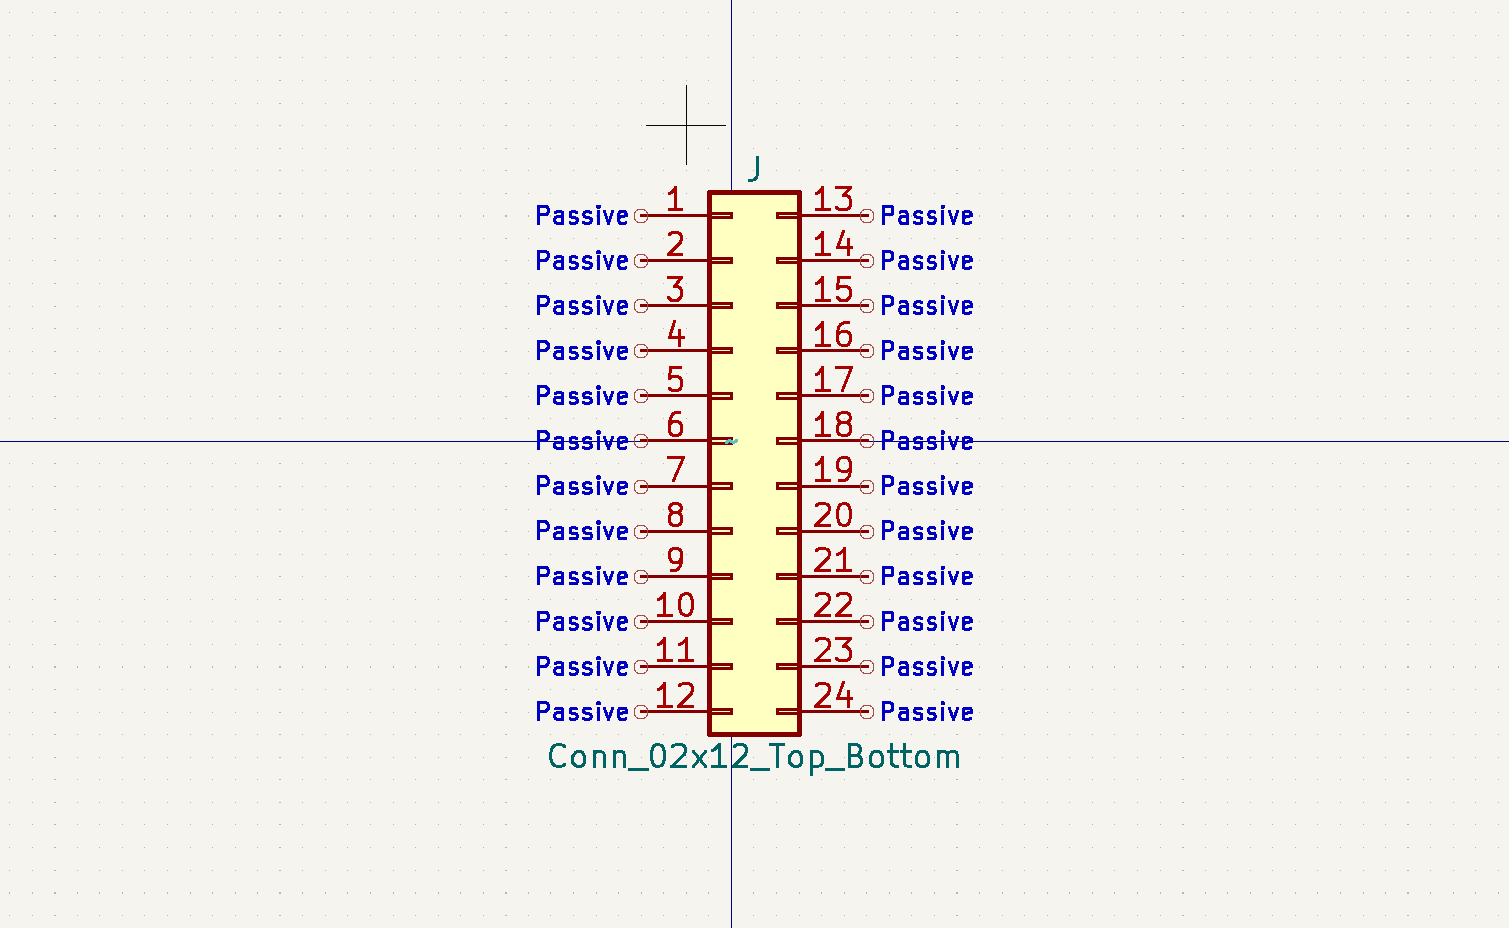 J
Passive 1 13 Passive
Passive 2 14 Passive
Passive 3 15 Passive
Passive 4 16 Passive
Passive 5 17 Passive
Passive 6 18 Passive
Passive 7 19 Passive
Passive 8 20 Passive
Passive 9 21 Passive
Passive 10 22 Passive
Passive 11 23 Passive
Passive 12 24 Passive
Conn_02x12_Top_Bottom